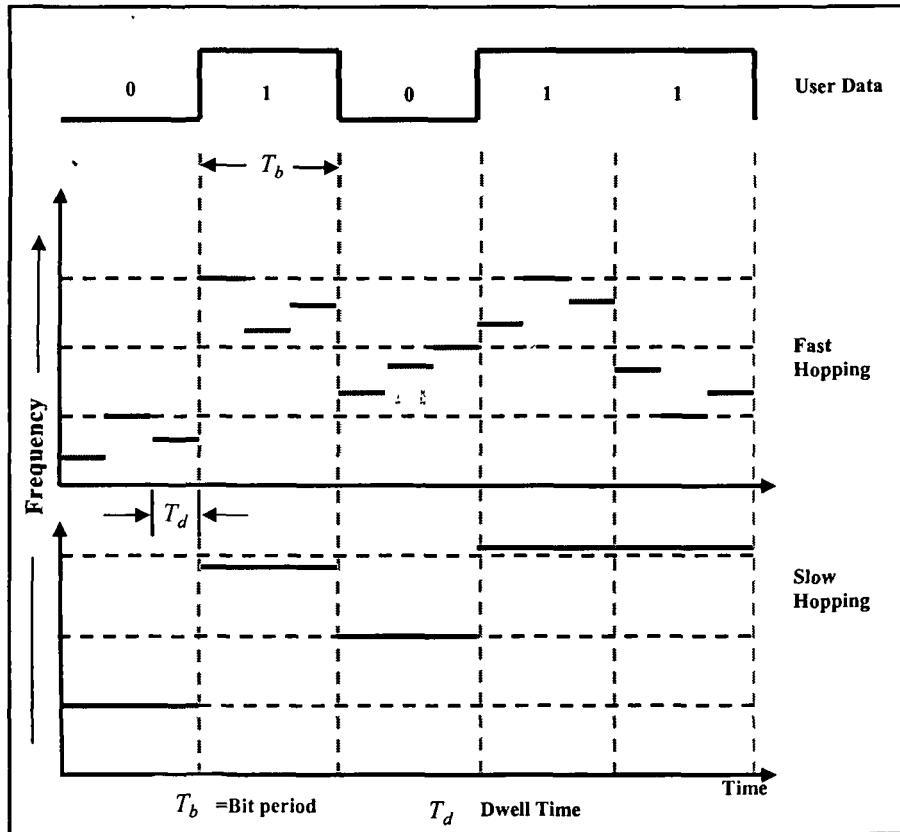 0 1 0 1 1 User Data
T_b
Frequency
Fast
Hopping
T_d
Slow
Hopping
Time
T_b =Bit period T_d Dwell Time